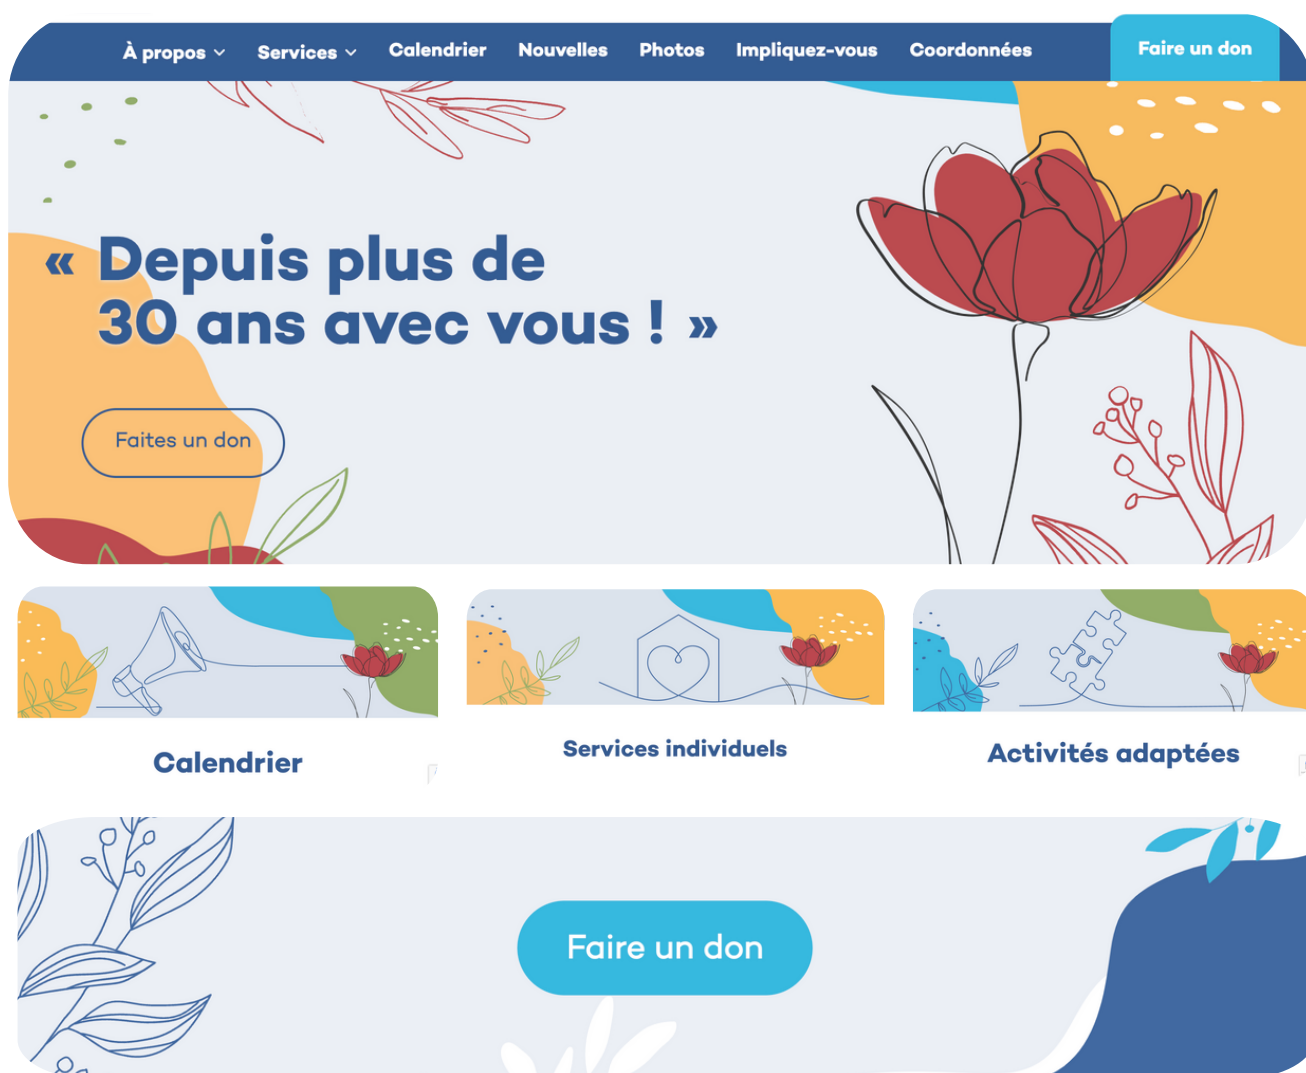 À propos
Services
Calendrier
Nouvelles
Photos
Impliquez-vous
Coordonnées
Faire un don
« Depuis plus de
30 ans avec vous ! »
Faites un don
Calendrier
Services individuels
Activités adaptées
Faire un don